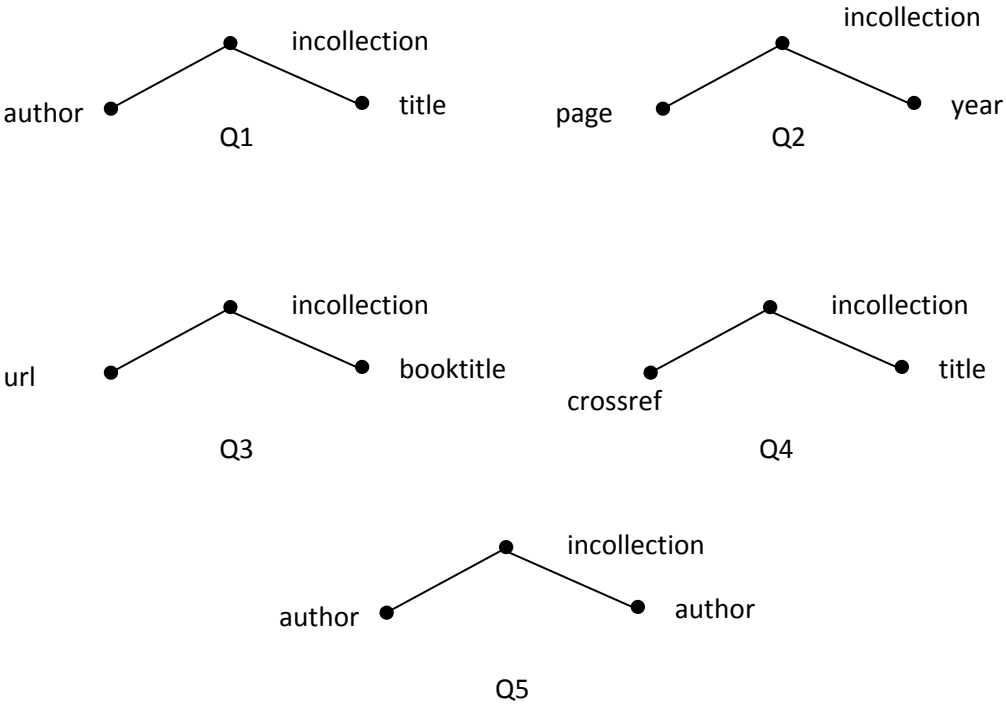 incollection
author
title
Q1
incollection
page
year
Q2
incollection
url
booktitle
Q3
incollection
crossref
title
Q4
incollection
author
author
Q5